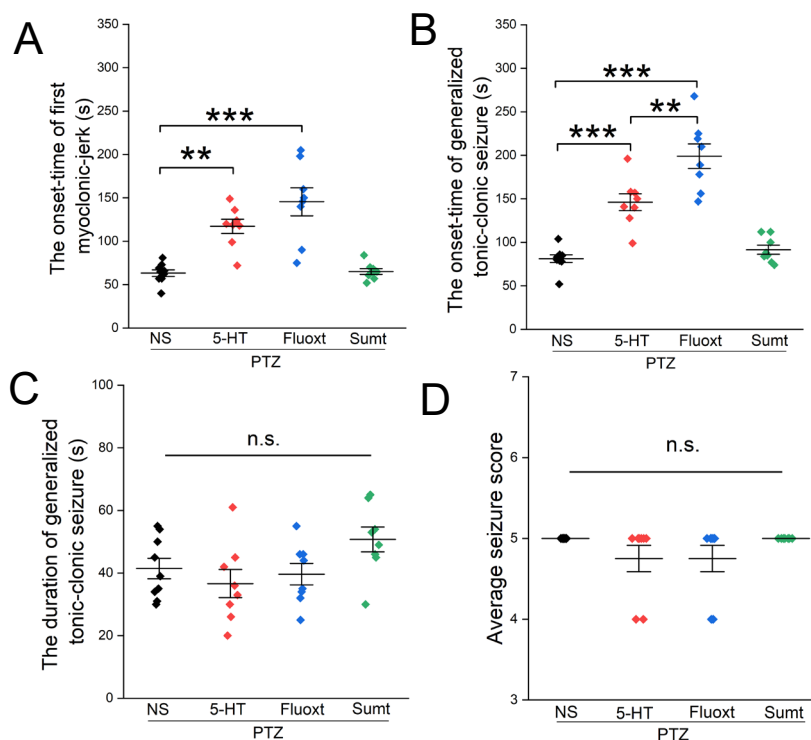 A
The onset-time of first
myoclonic-jerk (s)
350
300
250
200
150
100
50
0
***
**
NS 5-HT Fluoxt Sumt
PTZ
B
The onset-time of generalized
tonic-clonic seizure (s)
350
300
250
200
150
100
50
0
***
***
**
NS 5-HT Fluoxt Sumt
PTZ
C
The duration of generalized
tonic-clonic seizure (s)
100
80
60
40
20
0
n.s.
NS 5-HT Fluoxt Sumt
PTZ
D
Average seizure score
7
6
5
4
3
n.s.
NS 5-HT Fluoxt Sumt
PTZ